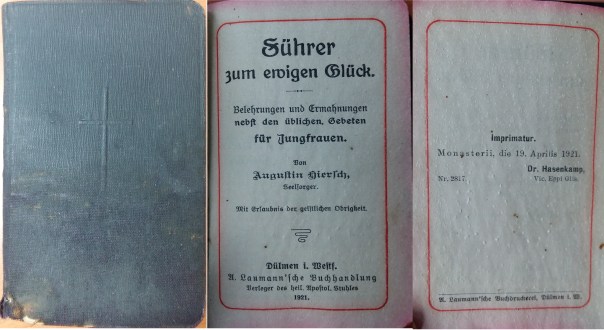 Führer
zum ewigen Glück.
Belehrungen und Ermahnungen
nebst den üblichen Gebeten
für Jungfrauen.
Von
Augustin Hiersch,
Seelsorger.
Mit Erlaubnis der geistlichen Obrigkeit.
Dülmen i. Westf.
A. Laumann'sche Buchhandlung
Verleger des heil. Apostol. Stuhles
1921.
Imprimatur.
Monasterii, die 19. Aprilis 1921.
Dr. Hasenkamp,
Nr. 2817. Vic. Eppi Glis.
A. Laumann'sche Buchdruckerei, Dülmen i. W.